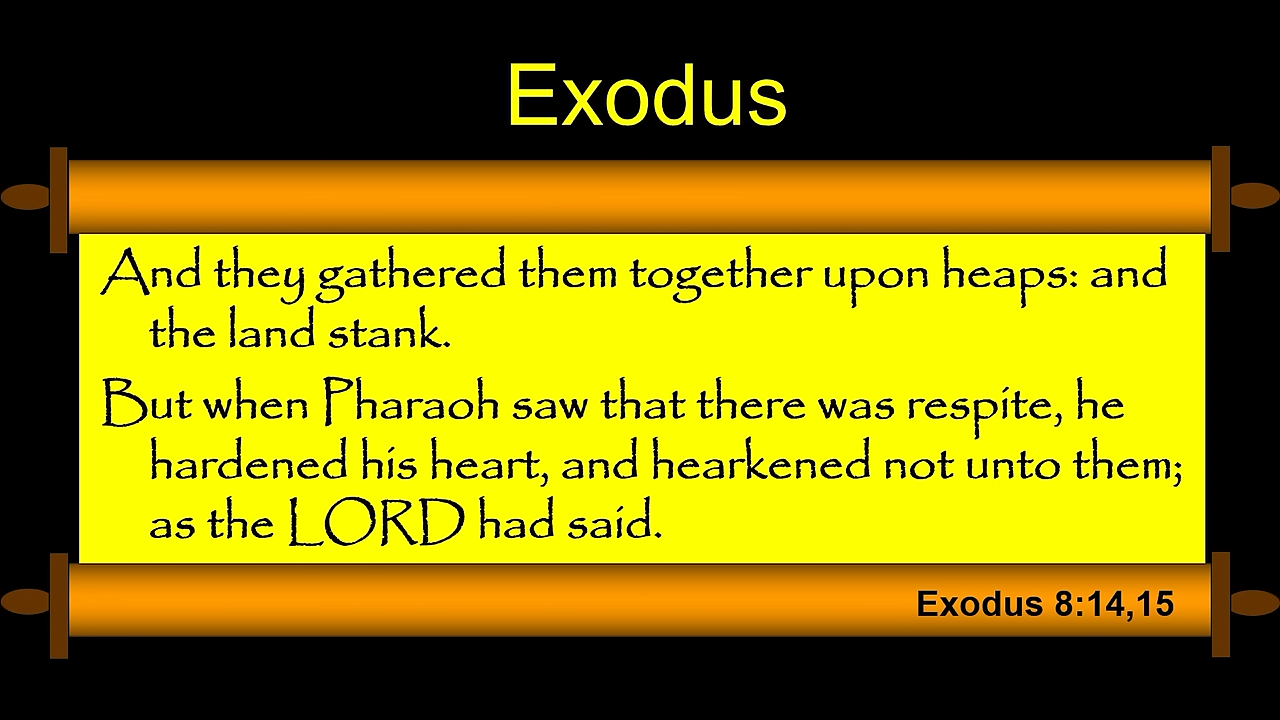 Exodus
And they gathered them together upon heaps: and
the land stank.
But when Pharaoh saw that there was respite, he
hardened his heart, and hearkened not unto them;
as the LORD had said.
Exodus 8:14,15